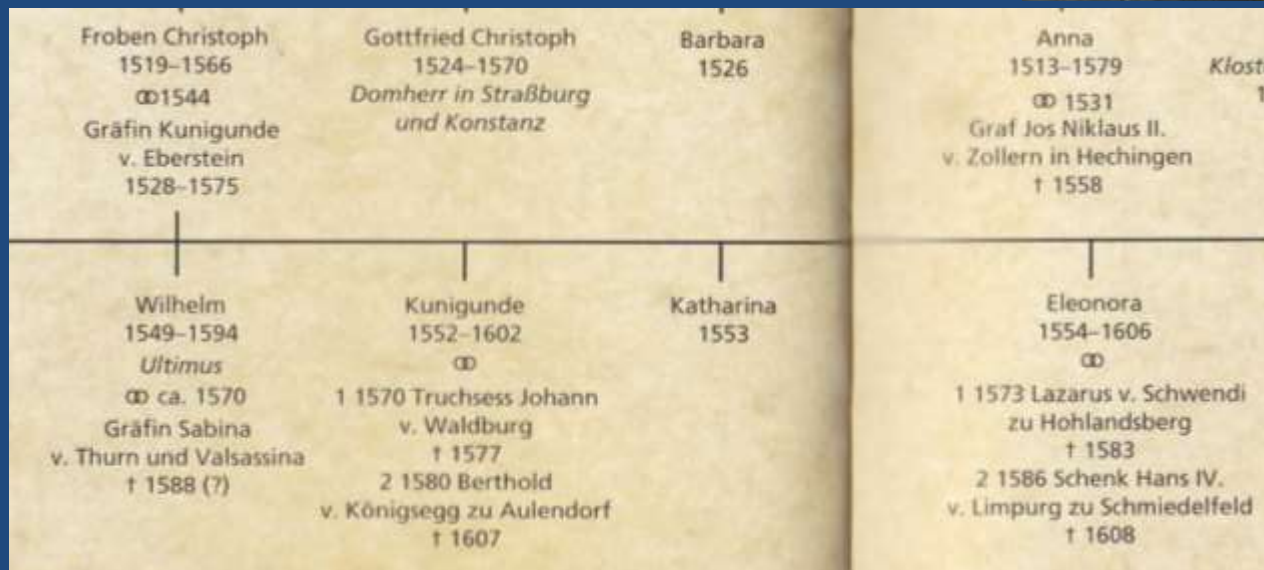 Froben Christoph
1519–1566
⚭1544
Gräfin Kunigunde
v. Eberstein
1528–1575
Gottfried Christoph
1524–1570
Domherr in Straßburg
und Konstanz
Barbara
1526
Anna
1513–1579
⚭ 1531
Graf Jos Niklaus II.
v. Zollern in Hechingen
† 1558
Klost
1
Wilhelm
1549–1594
Ultimus
⚭ ca. 1570
Gräfin Sabina
v. Thurn und Valsassina
† 1588 (?)
Kunigunde
1552–1602
⚭
1 1570 Truchsess Johann
v. Waldburg
† 1577
2 1580 Berthold
v. Königsegg zu Aulendorf
† 1607
Katharina
1553
Eleonora
1554–1606
⚭
1 1573 Lazarus v. Schwendi
zu Hohlandsberg
† 1583
2 1586 Schenk Hans IV.
v. Limpurg zu Schmiedelfeld
† 1608